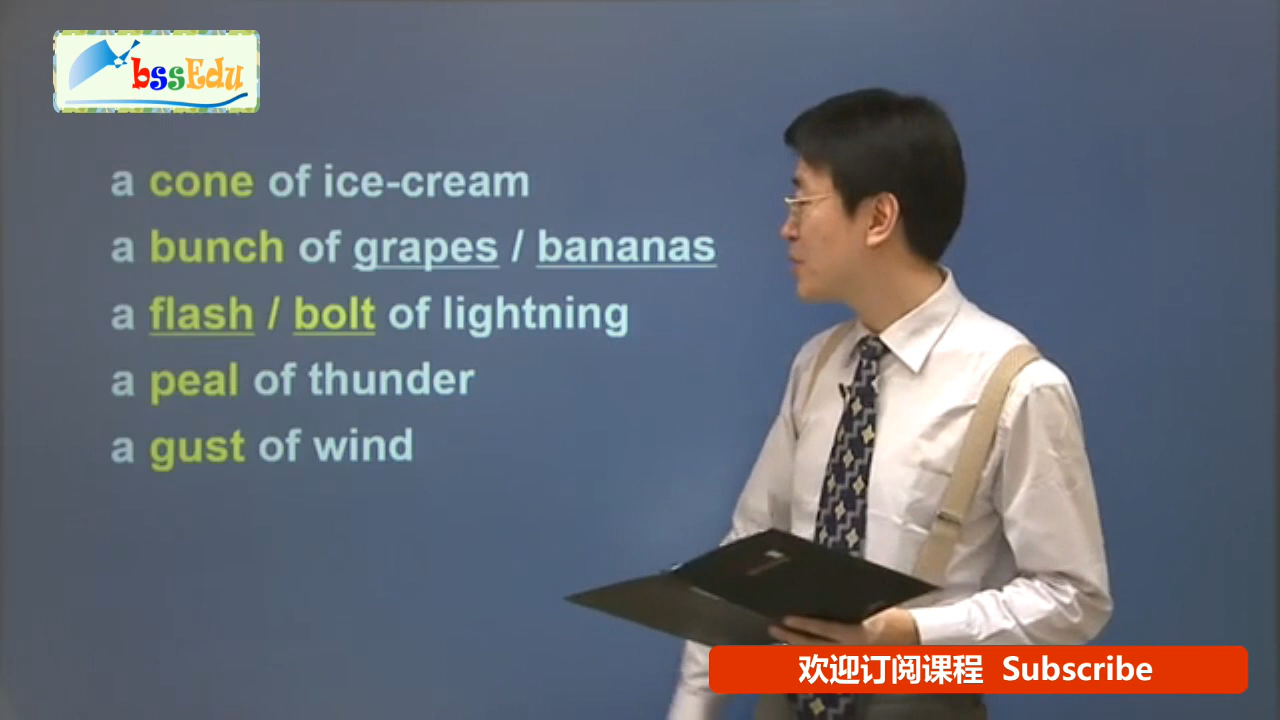 bssEdu
a cone of ice-cream
a bunch of grapes / bananas
a flash / bolt of lightning
a peal of thunder
a gust of wind
欢迎订阅课程 Subscribe